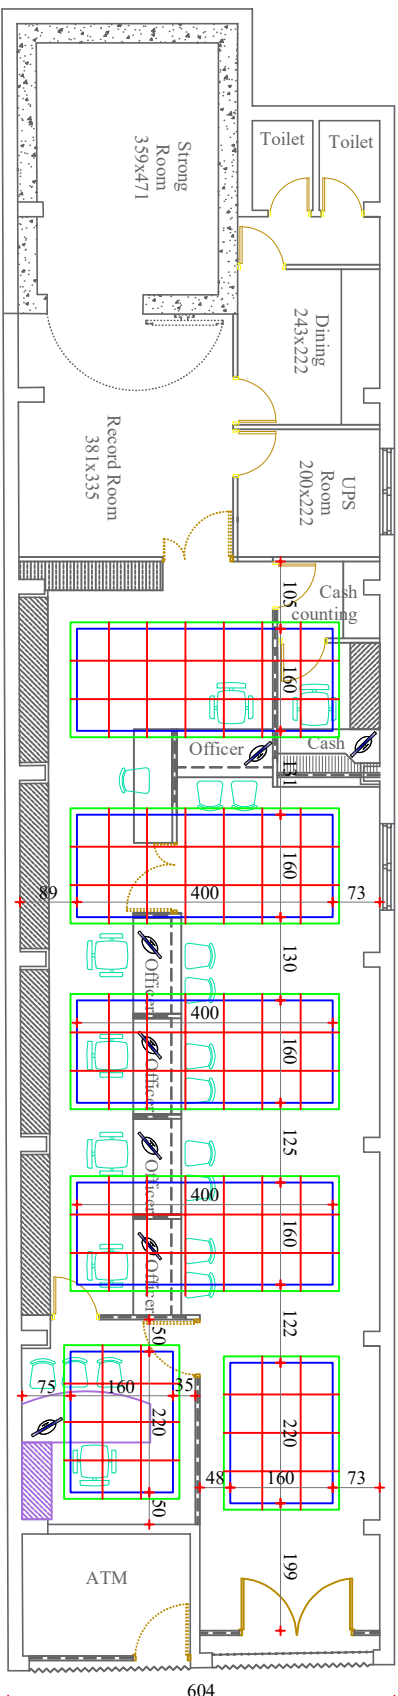 Toilet
Toilet
Strong
Room
359x471
Dining
243x222
Record Room
381x335
UPS
Room
200x222
105
Cash
counting
160
Officer
Cash
131
160
89
400
73
130
Officer
400
160
Officer
125
Officer
400
160
Officer
122
50
75
160
35
220
220
48
160
73
50
199
ATM
604